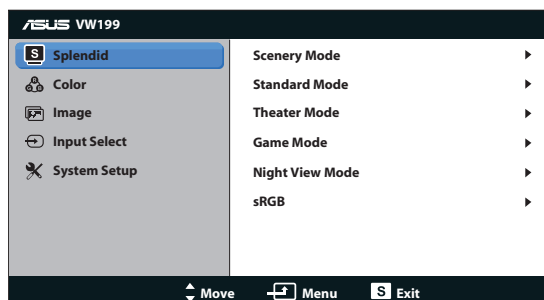 ASUS VW199
S Splendid
Color
Image
Input Select
System Setup
Scenery Mode
Standard Mode
Theater Mode
Game Mode
Night View Mode
sRGB
Move Menu S Exit